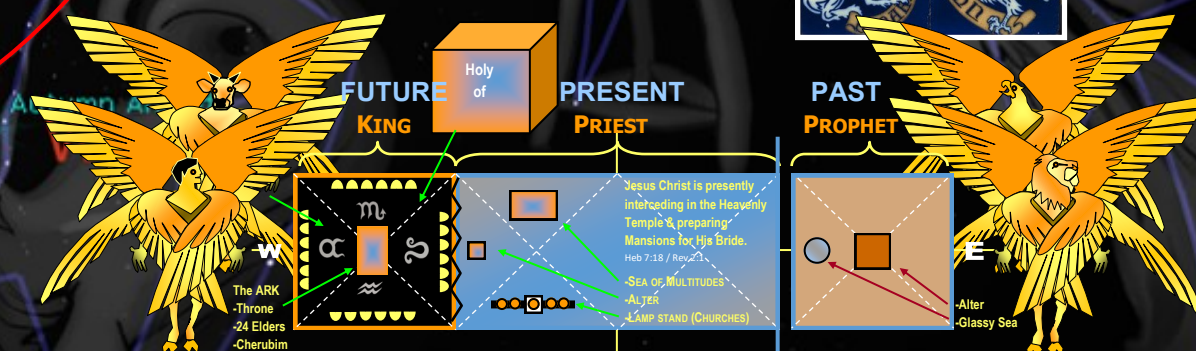 Holy
of
FUTURE
PRESENT
PAST
KING
PRIEST
PROPHET
Jesus Christ is presently
interceding in the Heavenly
Temple & preparing
Mansions for His Bride.
Heb 7:18 / Rev 2:1
-SEA OF MULTITUDES
-ALTER
-LAMP STAND (CHURCHES)
W
E
The ARK
-Throne
-24 Elders
-Cherubim
-Alter
-Glassy Sea
♏
♒